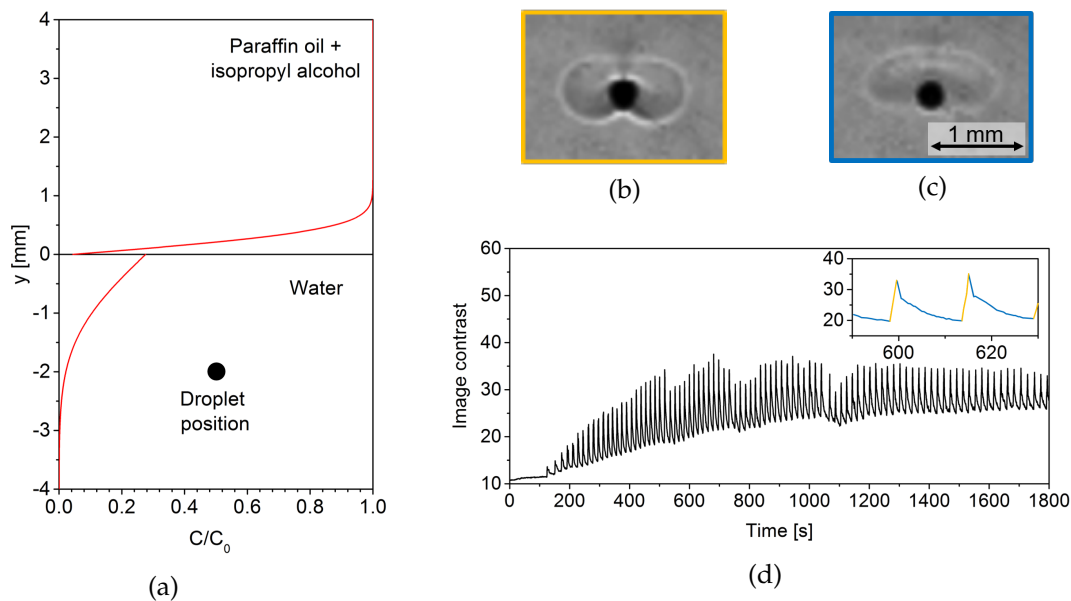 4
3
2
1
0
-1
-2
-3
-4
y [mm]
Paraffin oil +
isopropyl alcohol
Water
Droplet
position
0.0 0.2 0.4 0.6 0.8 1.0
C/C₀
(a)
(b)
1 mm
(c)
60
50
40
30
20
10
Image contrast
40
30
20
600 620
0 200 400 600 800 1000 1200 1400 1600 1800
Time [s]
(d)